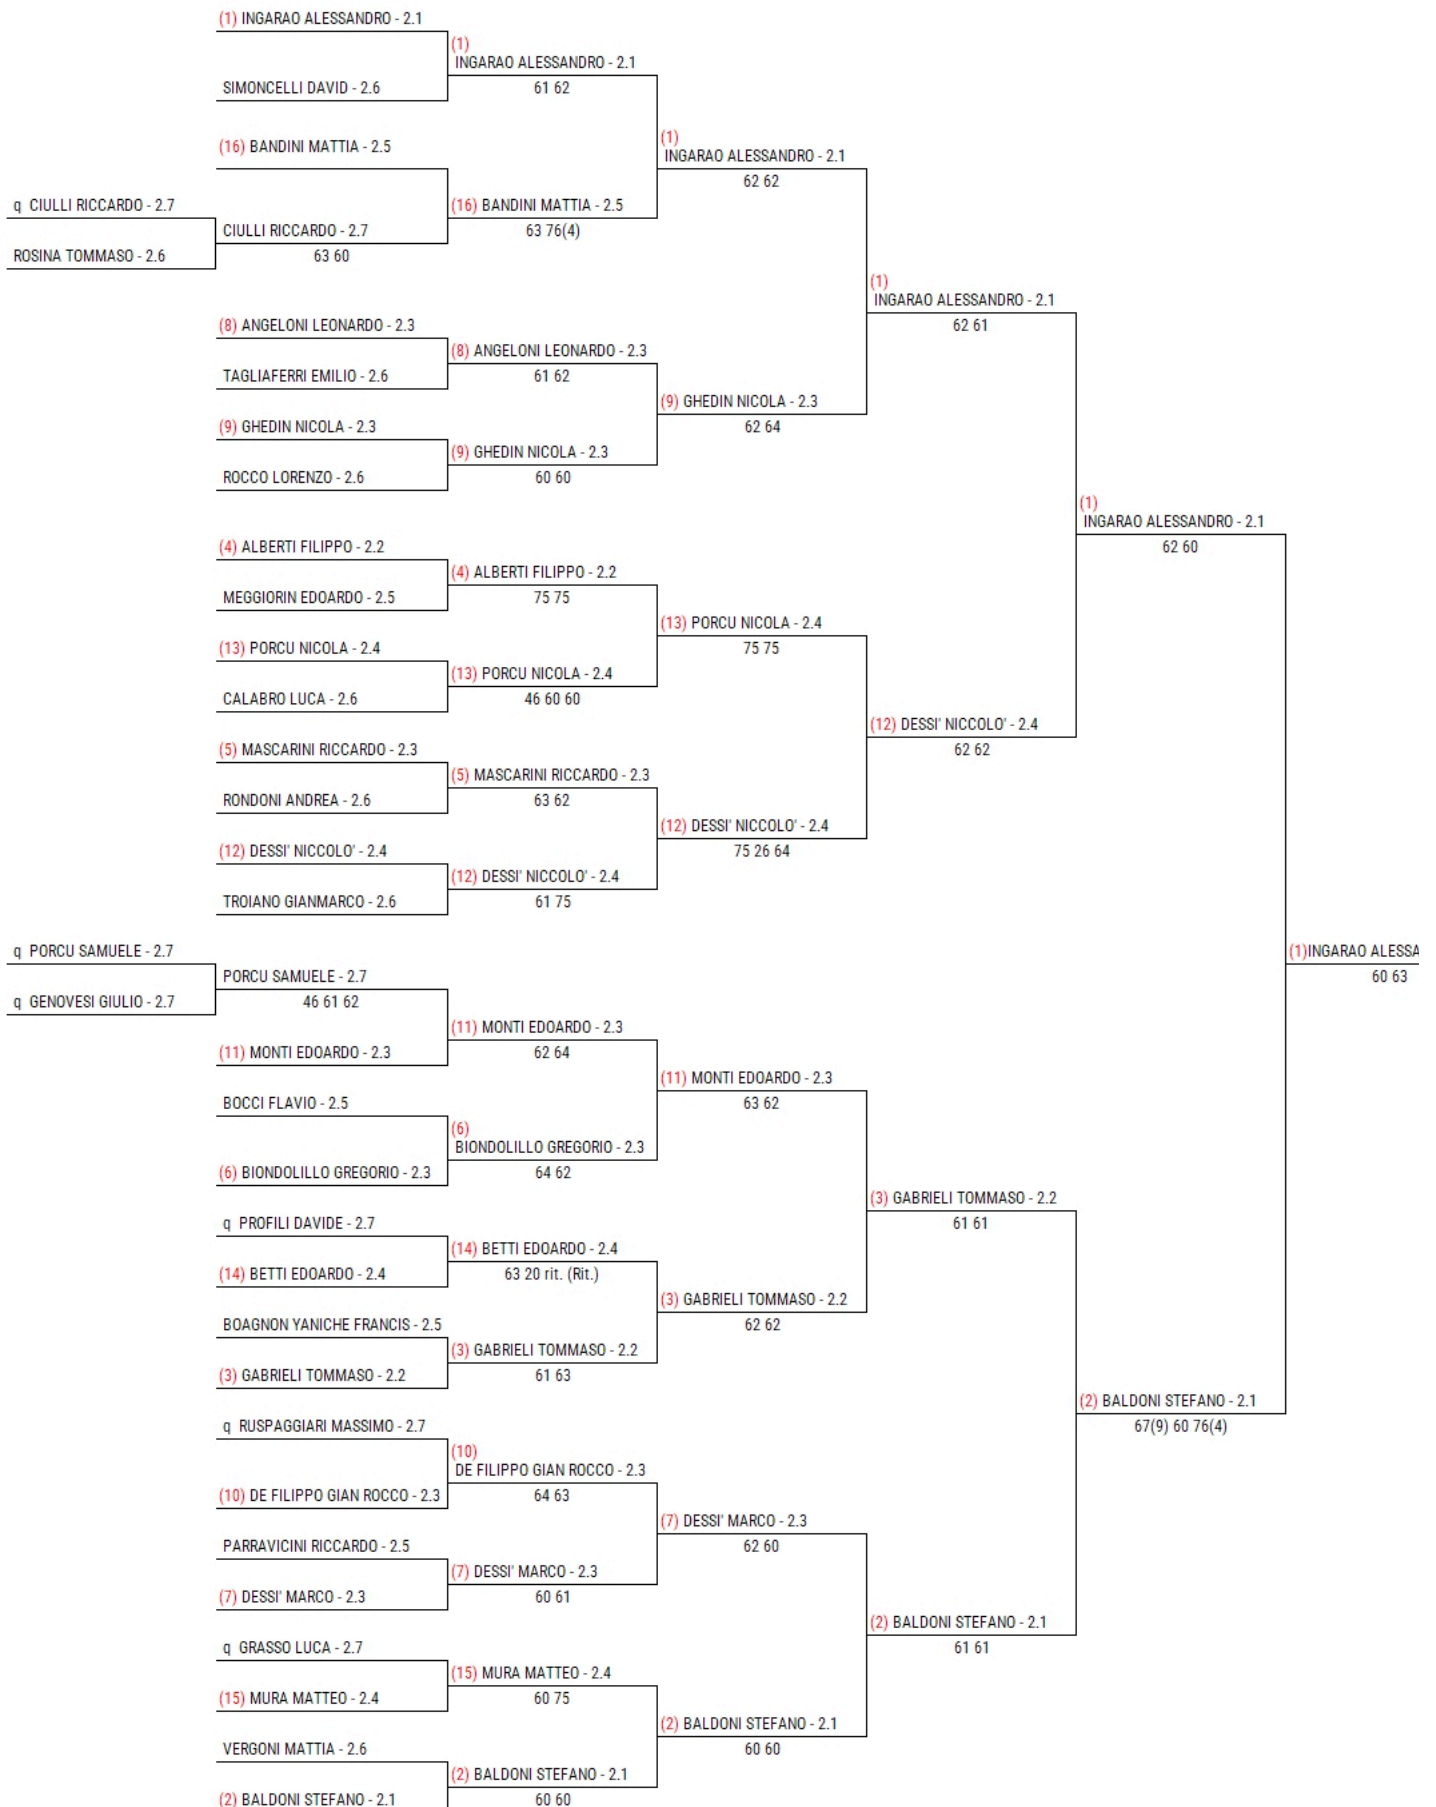 (1) INGARAO ALESSANDRO - 2.1
(1)
INGARAO ALESSANDRO - 2.1
SIMONCELLI DAVID - 2.6
61 62
(1)
(16) BANDINI MATTIA - 2.5
INGARAO ALESSANDRO - 2.1
62 62
q CIULLI RICCARDO - 2.7
(16) BANDINI MATTIA - 2.5
CIULLI RICCARDO - 2.7
63 76(4)
ROSINA TOMMASO - 2.6
63 60
(1)
INGARAO ALESSANDRO - 2.1
(8) ANGELONI LEONARDO - 2.3
62 61
(8) ANGELONI LEONARDO - 2.3
TAGLIAFERRI EMILIO - 2.6
61 62
(9) GHEDIN NICOLA - 2.3
(9) GHEDIN NICOLA - 2.3
62 64
(9) GHEDIN NICOLA - 2.3
ROCCO LORENZO - 2.6
60 60
(1)
INGARAO ALESSANDRO - 2.1
(4) ALBERTI FILIPPO - 2.2
62 60
(4) ALBERTI FILIPPO - 2.2
MEGGIORIN EDOARDO - 2.5
75 75
(13) PORCU NICOLA - 2.4
(13) PORCU NICOLA - 2.4
75 75
(13) PORCU NICOLA - 2.4
CALABRO LUCA - 2.6
46 60 60
(12) DESSI' NICCOLO' - 2.4
(5) MASCARINI RICCARDO - 2.3
62 62
(5) MASCARINI RICCARDO - 2.3
RONDONI ANDREA - 2.6
63 62
(12) DESSI' NICCOLO' - 2.4
(12) DESSI' NICCOLO' - 2.4
75 26 64
(12) DESSI' NICCOLO' - 2.4
TROIANO GIANMARCO - 2.6
61 75
q PORCU SAMUELE - 2.7
(1)INGARAO ALESSA
PORCU SAMUELE - 2.7
60 63
q GENOVESI GIULIO - 2.7
46 61 62
(11) MONTI EDOARDO - 2.3
(11) MONTI EDOARDO - 2.3
62 64
(11) MONTI EDOARDO - 2.3
BOCCI FLAVIO - 2.5
63 62
(6)
BIONDOLILLO GREGORIO - 2.3
(6) BIONDOLILLO GREGORIO - 2.3
64 62
(3) GABRIELI TOMMASO - 2.2
q PROFILI DAVIDE - 2.7
61 61
(14) BETTI EDOARDO - 2.4
(14) BETTI EDOARDO - 2.4
63 20 rit. (Rit.)
(3) GABRIELI TOMMASO - 2.2
BOAGNON YANICHE FRANCIS - 2.5
62 62
(3) GABRIELI TOMMASO - 2.2
(3) GABRIELI TOMMASO - 2.2
61 63
(2) BALDONI STEFANO - 2.1
q RUSPAGGIARI MASSIMO - 2.7
67(9) 60 76(4)
(10)
DE FILIPPO GIAN ROCCO - 2.3
(10) DE FILIPPO GIAN ROCCO - 2.3
64 63
(7) DESSI' MARCO - 2.3
PARRAVICINI RICCARDO - 2.5
62 60
(7) DESSI' MARCO - 2.3
(7) DESSI' MARCO - 2.3
60 61
(2) BALDONI STEFANO - 2.1
q GRASSO LUCA - 2.7
61 61
(15) MURA MATTEO - 2.4
(15) MURA MATTEO - 2.4
60 75
(2) BALDONI STEFANO - 2.1
VERGONI MATTIA - 2.6
60 60
(2) BALDONI STEFANO - 2.1
(2) BALDONI STEFANO - 2.1
60 60